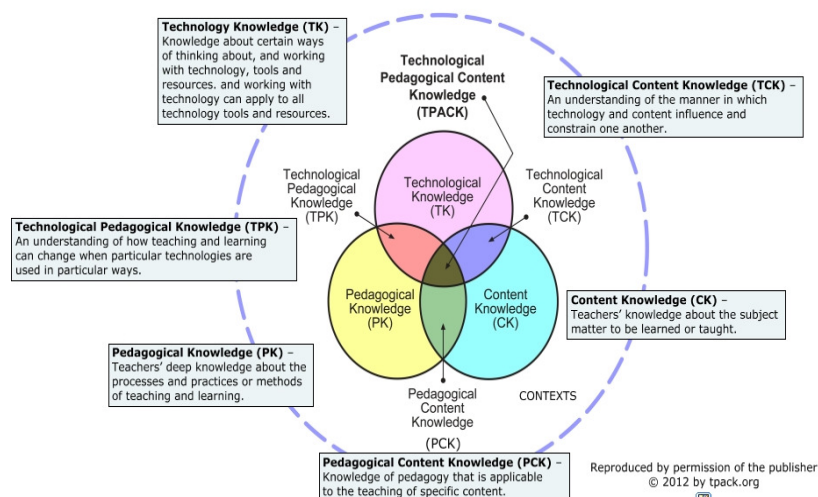 Technology Knowledge (TK) –
Knowledge about certain ways
of thinking about, and working
with technology, tools and
resources. and working with
technology can apply to all
technology tools and resources.
Technological
Pedagogical Content
Knowledge
(TPACK)
Technological Content Knowledge (TCK) –
An understanding of the manner in which
technology and content influence and
constrain one another.
Technological
Pedagogical
Knowledge
(TPK)
Technological
Knowledge
(TK)
Technological
Content
Knowledge
(TCK)
Technological Pedagogical Knowledge (TPK) –
An understanding of how teaching and learning
can change when particular technologies are
used in particular ways.
Pedagogical
Knowledge
(PK)
Content
Knowledge
(CK)
Content Knowledge (CK) –
Teachers’ knowledge about the subject
matter to be learned or taught.
Pedagogical Knowledge (PK) –
Teachers’ deep knowledge about the
processes and practices or methods
of teaching and learning.
Pedagogical
Content
Knowledge
(PCK)
CONTEXTS
Pedagogical Content Knowledge (PCK) –
Knowledge of pedagogy that is applicable
to the teaching of specific content.
Reproduced by permission of the publisher
© 2012 by tpack.org